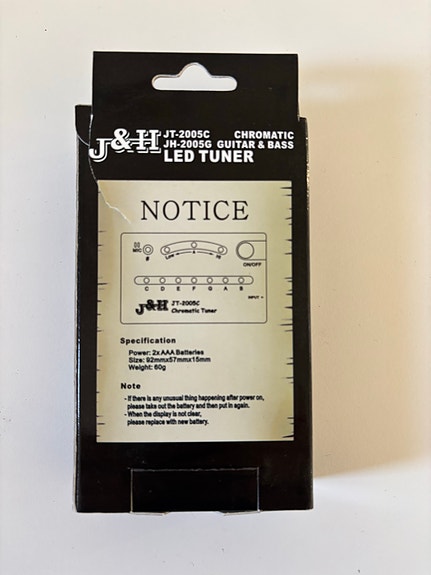 J&H JT-2005C CHROMATIC
JH-2005G GUITAR & BASS
LED TUNER
NOTICE
MIC
LOW HI
#
ON/OFF
C D E F G A B
INPUT
J&H JT-2005C
Chromatic Tuner
Specification
Power: 2x AAA Batteries
Size: 92mmx57mmx15mm
Weight: 60g
Note
- If there is any unusual thing happening after power on,
please take out the battery and then put in again.
- When the display is not clear,
please replace with new battery.